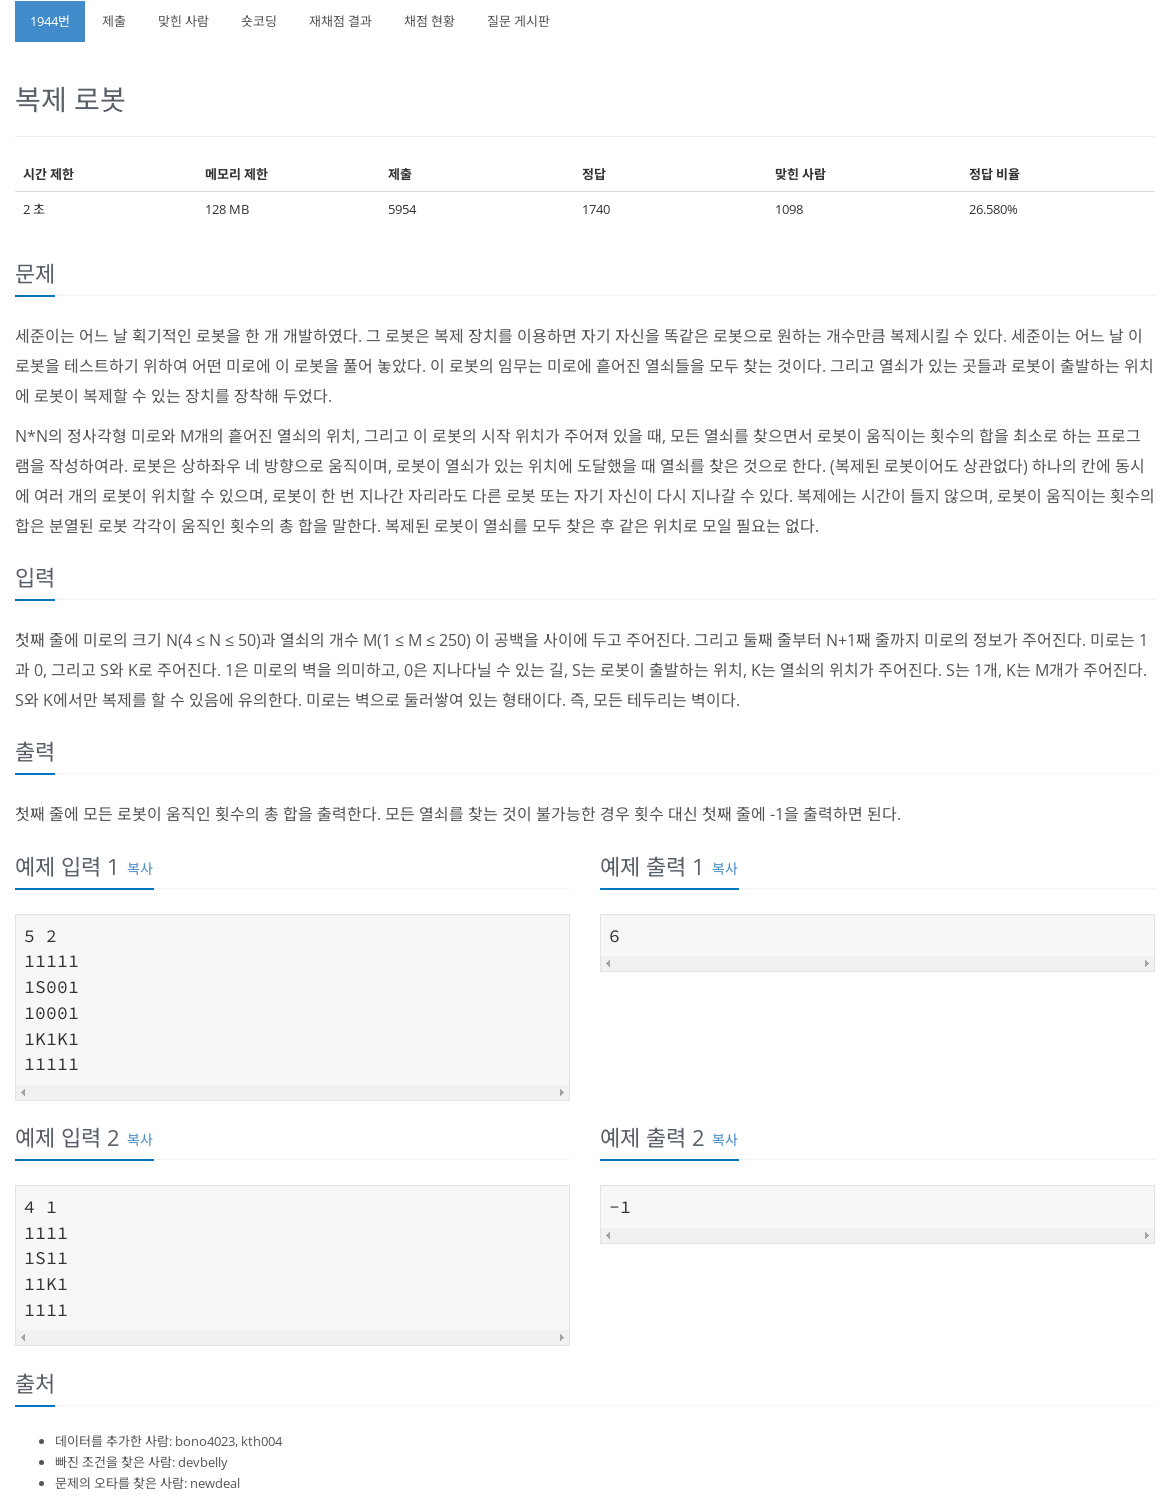 1944번 제출 맞힌 사람 숏코딩 재채점 결과 채점 현황 질문 게시판
복제 로봇
시간 제한 메모리 제한 제출 정답 맞힌 사람 정답 비율
2 초 128 MB 5954 1740 1098 26.580%
문제
세준이는 어느 날 획기적인 로봇을 한 개 개발하였다. 그 로봇은 복제 장치를 이용하면 자기 자신을 똑같은 로봇으로 원하는 개수만큼 복제시킬 수 있다. 세준이는 어느 날 이
로봇을 테스트하기 위하여 어떤 미로에 이 로봇을 풀어 놓았다. 이 로봇의 임무는 미로에 흩어진 열쇠들을 모두 찾는 것이다. 그리고 열쇠가 있는 곳들과 로봇이 출발하는 위치
에 로봇이 복제할 수 있는 장치를 장착해 두었다.
N*N의 정사각형 미로와 M개의 흩어진 열쇠의 위치, 그리고 이 로봇의 시작 위치가 주어져 있을 때, 모든 열쇠를 찾으면서 로봇이 움직이는 횟수의 합을 최소로 하는 프로그
램을 작성하여라. 로봇은 상하좌우 네 방향으로 움직이며, 로봇이 열쇠가 있는 위치에 도달했을 때 열쇠를 찾은 것으로 한다. (복제된 로봇이어도 상관없다) 하나의 칸에 동시
에 여러 개의 로봇이 위치할 수 있으며, 로봇이 한 번 지나간 자리라도 다른 로봇 또는 자기 자신이 다시 지나갈 수 있다. 복제에는 시간이 들지 않으며, 로봇이 움직이는 횟수의
합은 분열된 로봇 각각이 움직인 횟수의 총 합을 말한다. 복제된 로봇이 열쇠를 모두 찾은 후 같은 위치로 모일 필요는 없다.
입력
첫째 줄에 미로의 크기 N(4 ≤ N ≤ 50)과 열쇠의 개수 M(1 ≤ M ≤ 250) 이 공백을 사이에 두고 주어진다. 그리고 둘째 줄부터 N+1째 줄까지 미로의 정보가 주어진다. 미로는 1
과 0, 그리고 S와 K로 주어진다. 1은 미로의 벽을 의미하고, 0은 지나다닐 수 있는 길, S는 로봇이 출발하는 위치, K는 열쇠의 위치가 주어진다. S는 1개, K는 M개가 주어진다.
S와 K에서만 복제를 할 수 있음에 유의한다. 미로는 벽으로 둘러쌓여 있는 형태이다. 즉, 모든 테두리는 벽이다.
출력
첫째 줄에 모든 로봇이 움직인 횟수의 총 합을 출력한다. 모든 열쇠를 찾는 것이 불가능한 경우 횟수 대신 첫째 줄에 -1을 출력하면 된다.
예제 입력 1 복사
5 2
11111
1S001
10001
1K1K1
11111
예제 출력 1 복사
6
예제 입력 2 복사
4 1
1111
1S11
11K1
1111
예제 출력 2 복사
-1
출처
데이터를 추가한 사람: bono4023, kth004
빠진 조건을 찾은 사람: devbelly
문제의 오타를 찾은 사람: newdeal